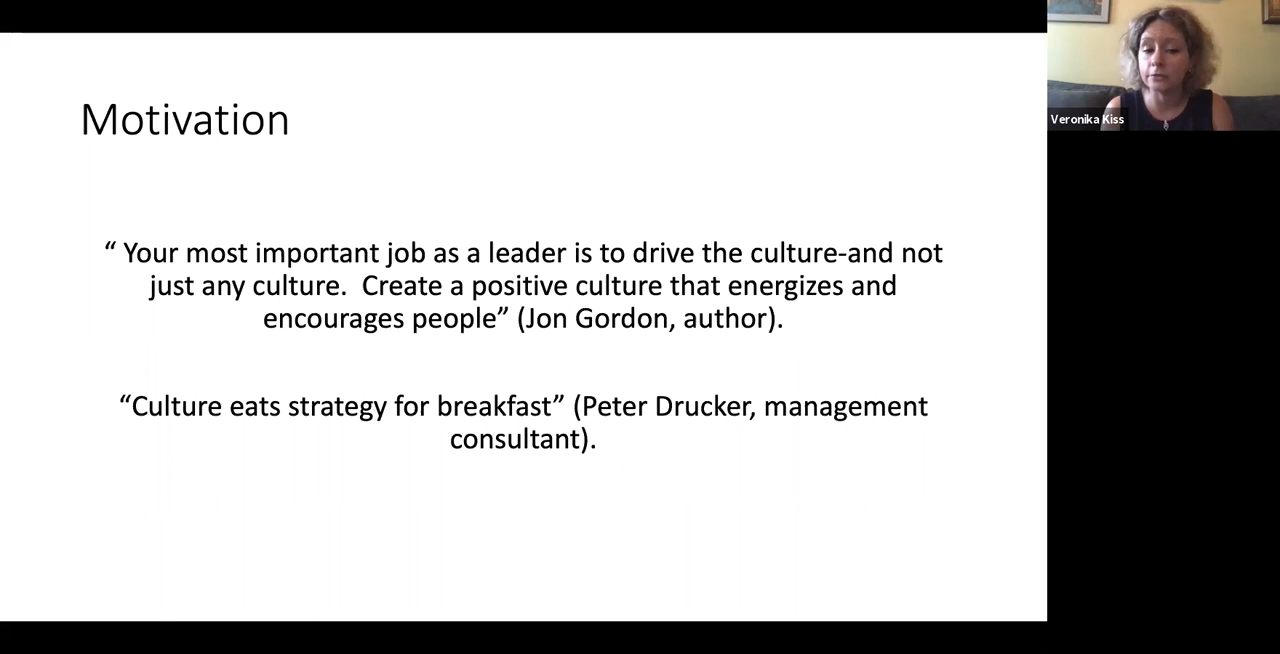 Motivation
“ Your most important job as a leader is to drive the culture-and not
just any culture.  Create a positive culture that energizes and
encourages people” (Jon Gordon, author).
“Culture eats strategy for breakfast” (Peter Drucker, management
consultant).
Veronika Kiss